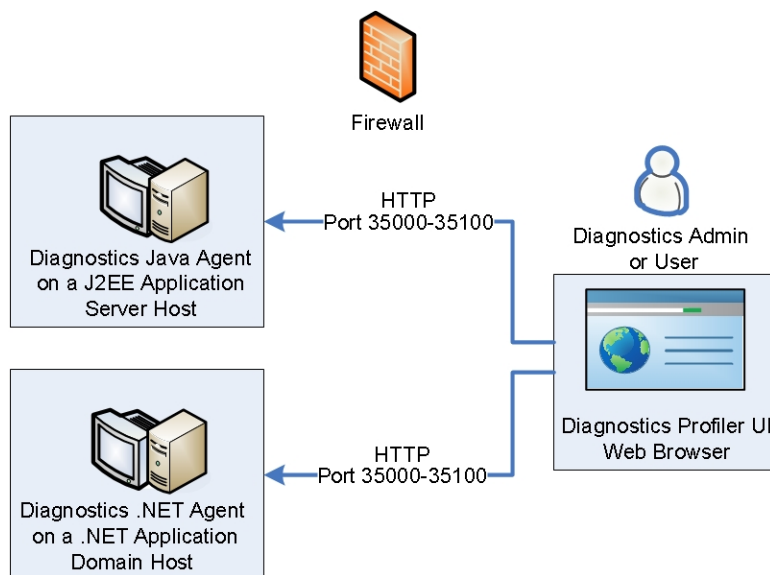 Firewall
Diagnostics Java Agent
on a J2EE Application
Server Host
HTTP
Port 35000-35100
Diagnostics Admin
or User
Diagnostics Profiler UI
Web Browser
Diagnostics .NET Agent
on a .NET Application
Domain Host
HTTP
Port 35000-35100